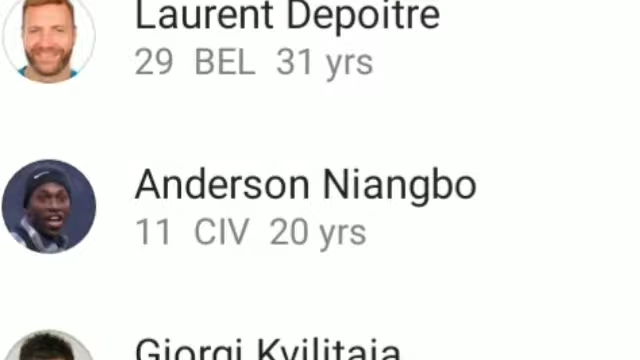 Laurent Depoitre
29 BEL 31 yrs
Anderson Niangbo
11 CIV 20 yrs
Giorgi Kvilitaia